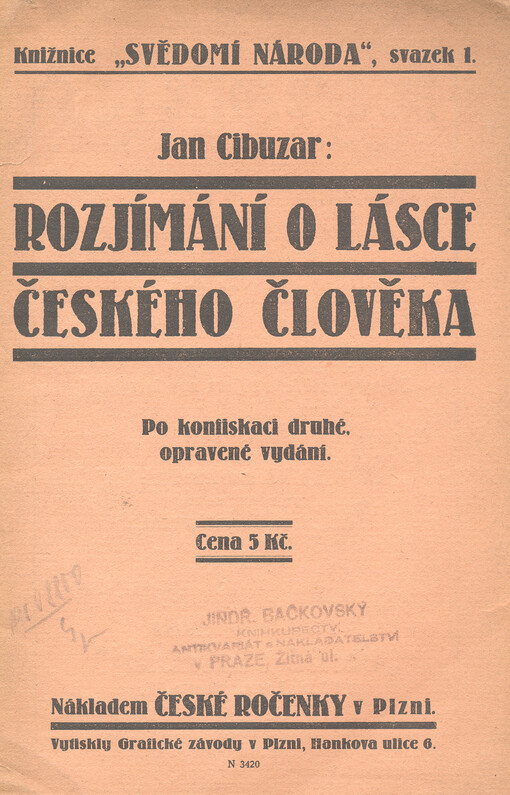 Knižnice „SVĚDOMÍ NÁRODA“, svazek 1.
Jan Cibuzar:
ROZJÍMÁNÍ O LÁSCE
ČESKÉHO ČLOVĚKA
Po konfiskaci druhé,
opravené vydání.
Cena 5 Kč.
JINDR. BAČKOVSKÝ
KNIHKUPECTVÍ
ANTIKVARIÁT & NAKLADATELSTVÍ
v PRAZE, Žitná ul.
Nákladem ČESKÉ ROČENKY v Plzni.
Vytiskly Grafické závody v Plzni, Hankova ulice 6.
N 3420